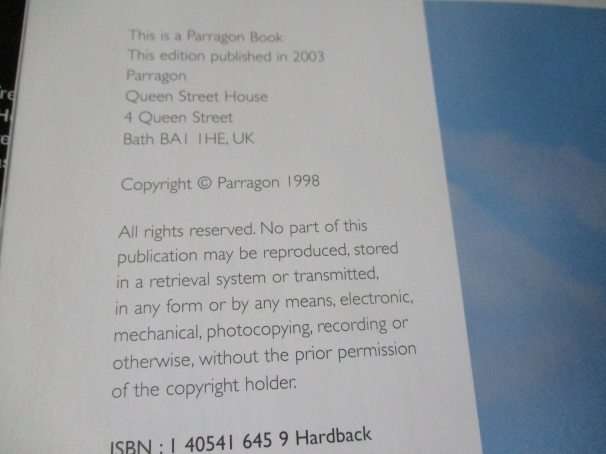 This is a Parragon Book
This edition published in 2003
Parragon
Queen Street House
4 Queen Street
Bath BA1 1HE, UK
Copyright © Parragon 1998
All rights reserved. No part of this
publication may be reproduced, stored
in a retrieval system or transmitted,
in any form or by any means, electronic,
mechanical, photocopying, recording or
otherwise, without the prior permission
of the copyright holder.
ISBN : 1 40541 645 9 Hardback